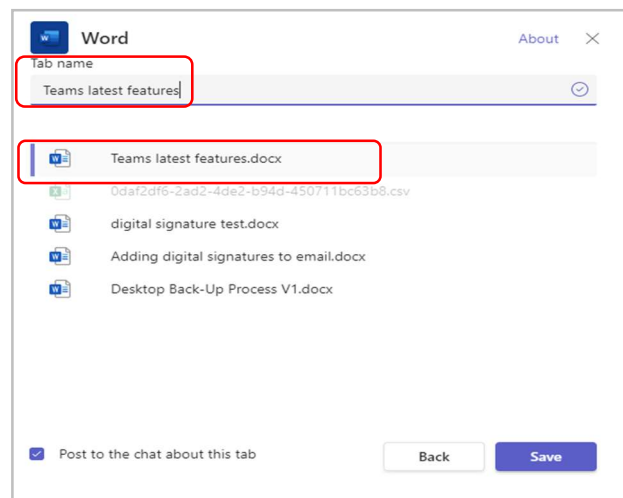 Word
About
Tab name
Teams latest features
Teams latest features.docx
0daf2df6-2ad2-4de2-b94d-450711bc63b8.csv
digital signature test.docx
Adding digital signatures to email.docx
Desktop Back-Up Process V1.docx
Post to the chat about this tab
Back
Save